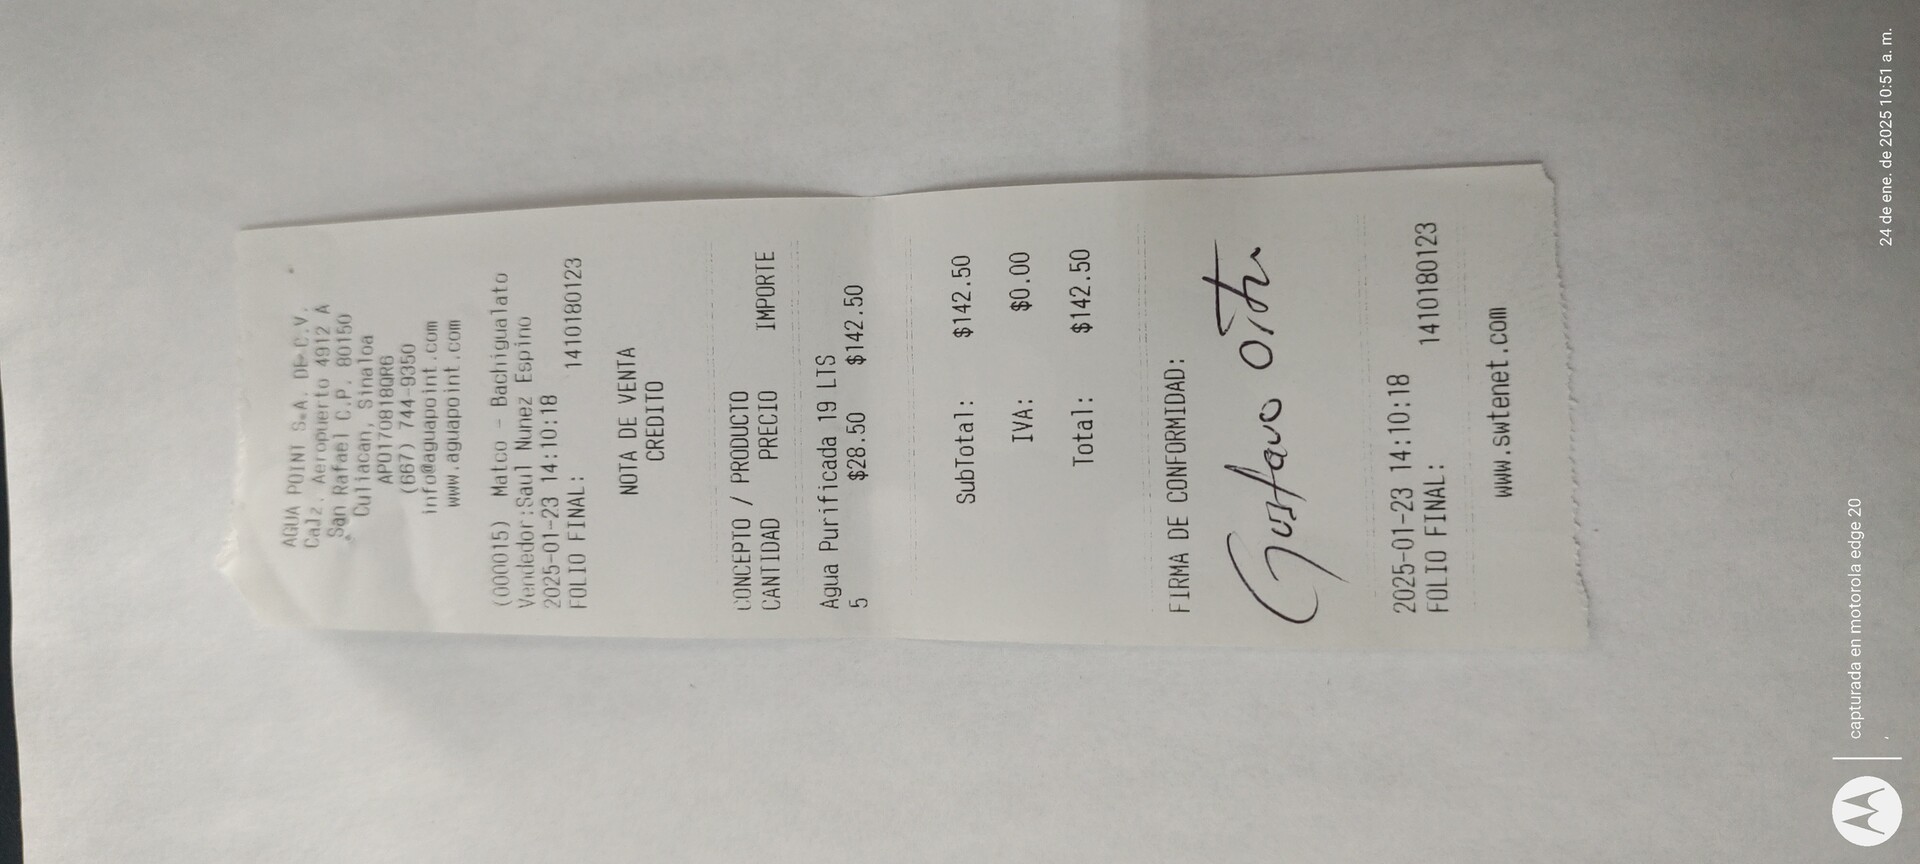 AGUA POINT S.A. DE C.V.
Calz. Aeropuerto 4912 A
San Rafael C.P. 80150
Culiacan, Sinaloa
APO170818QR6
(667) 744-9350
info@aguapoint.com
www.aguapoint.com
(000015) Matco - Bachigualato
Vendedor:Saul Nunez Espino
2025-01-23 14:10:18
FOLIO FINAL: 1410180123
NOTA DE VENTA
CREDITO
CONCEPTO / PRODUCTO
CANTIDAD PRECIO IMPORTE
Agua Purificada 19 LTS
5 $28.50 $142.50
SubTotal: $142.50
IVA: $0.00
Total: $142.50
FIRMA DE CONFORMIDAD:
Gustavo
2025-01-23 14:10:18
FOLIO FINAL: 1410180123
www.swtenet.com
capturada en motorola edge 20
24 de ene. de 2025 10:51 a. m.